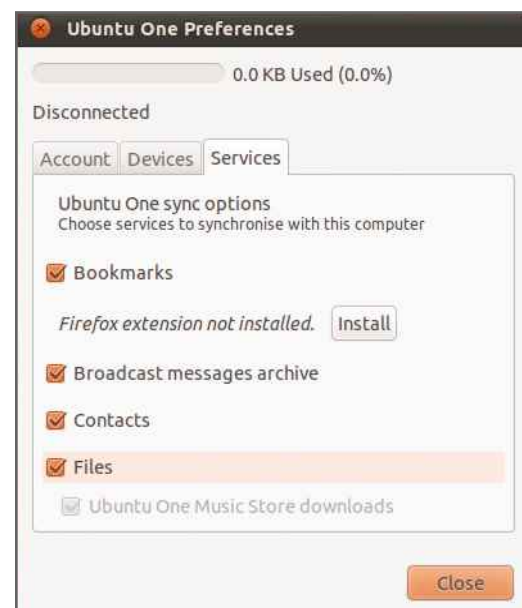 Ubuntu One Preferences
0.0 KB Used (0.0%)
Disconnected
Account Devices Services
Ubuntu One sync options
Choose services to synchronise with this computer
Bookmarks
Firefox extension not installed. Install
Broadcast messages archive
Contacts
Files
Ubuntu One Music Store downloads
Close